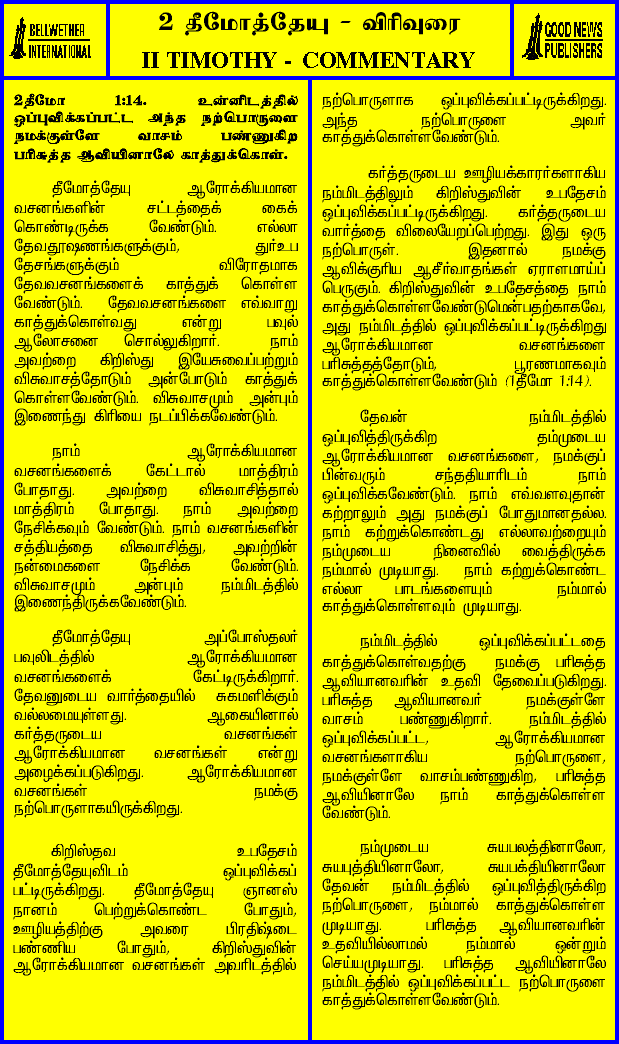 BELLWETHER
INTERNATIONAL
2 தீமோத்தேயு - விரிவுரை
II TIMOTHY - COMMENTARY
GOOD NEWS
PUBLISHERS
2தீமோ 1:14. உன்னிடத்தில்
ஒப்புவிக்கப்பட்ட அந்த நற்பொருளை
நமக்குள்ளே வாசம் பண்ணுகிற
பரிசுத்த ஆவியினாலே காத்துக்கொள்.
தீமோத்தேயு ஆரோக்கியமான
வசனங்களின் சட்டத்தைக் கைக்
கொண்டிருக்க வேண்டும். எல்லா
தேவதூஷணங்களுக்கும், துர்உப
தேசங்களுக்கும் விரோதமாக
தேவவசனங்களைக் காத்துக் கொள்ள
வேண்டும். தேவவசனங்களை எவ்வாறு
காத்துக்கொள்வது என்று பவுல்
ஆலோசனை சொல்லுகிறார். நாம்
அவற்றை கிறிஸ்து இயேசுவைப்பற்றும்
விசுவாசத்தோடும் அன்போடும் காத்துக்
கொள்ளவேண்டும். விசுவாசமும் அன்பும்
இணைந்து கிரியை நடப்பிக்கவேண்டும்.
நாம் ஆரோக்கியமான
வசனங்களைக் கேட்டால் மாத்திரம்
போதாது. அவற்றை விசுவாசித்தால்
மாத்திரம் போதாது. நாம் அவற்றை
நேசிக்கவும் வேண்டும். நாம் வசனங்களின்
சத்தியத்தை விசுவாசித்து, அவற்றின்
நன்மைகளை நேசிக்க வேண்டும்.
விசுவாசமும் அன்பும் நம்மிடத்தில்
இணைந்திருக்கவேண்டும்.
தீமோத்தேயு அப்போஸ்தலர்
பவுலிடத்தில் ஆரோக்கியமான
வசனங்களைக் கேட்டிருக்கிறார்.
தேவனுடைய வார்த்தையில் சுகமளிக்கும்
வல்லமையுள்ளது. ஆகையினால்
கர்த்தருடைய வசனங்கள்
ஆரோக்கியமான வசனங்கள் என்று
அழைக்கப்படுகிறது. ஆரோக்கியமான
வசனங்கள் நமக்கு
நற்பொருளாகயிருக்கிறது.
கிறிஸ்தவ உபதேசம்
தீமோத்தேயுவிடம் ஒப்புவிக்கப்
பட்டிருக்கிறது. தீமோத்தேயு ஞானஸ்
நானம் பெற்றுக்கொண்ட போதும்,
ஊழியத்திற்கு அவரை பிரதிஷ்டை
பண்ணிய போதும், கிறிஸ்துவின்
ஆரோக்கியமான வசனங்கள் அவரிடத்தில்
நற்பொருளாக ஒப்புவிக்கப்பட்டிருக்கிறது.
அந்த நற்பொருளை அவர்
காத்துக்கொள்ளவேண்டும்.
கர்த்தருடைய ஊழியக்காரர்களாகிய
நம்மிடத்திலும் கிறிஸ்துவின் உபதேசம்
ஒப்புவிக்கப்பட்டிருக்கிறது. கர்த்தருடைய
வார்த்தை விலையேறப்பெற்றது. இது ஒரு
நற்பொருள். இதனால் நமக்கு
ஆவிக்குரிய ஆசீர்வாதங்கள் ஏராளமாய்ப்
பெருகும். கிறிஸ்துவின் உபதேசத்தை நாம்
காத்துக்கொள்ளவேண்டுமென்பதற்காகவே,
அது நம்மிடத்தில் ஒப்புவிக்கப்பட்டிருக்கிறது
ஆரோக்கியமான வசனங்களை
பரிசுத்தத்தோடும், பூரணமாகவும்
காத்துக்கொள்ளவேண்டும் (1தீமோ 1:14).
தேவன் நம்மிடத்தில்
ஒப்புவித்திருக்கிற தம்முடைய
ஆரோக்கியமான வசனங்களை, நமக்குப்
பின்வரும் சந்ததியாரிடம் நாம்
ஒப்புவிக்கவேண்டும். நாம் எவ்வளவுதான்
கற்றாலும் அது நமக்குப் போதுமானதல்ல.
நாம் கற்றுக்கொண்டது எல்லாவற்றையும்
நம்முடைய நினைவில் வைத்திருக்க
நம்மால் முடியாது. நாம் கற்றுக்கொண்ட
எல்லா பாடங்களையும் நம்மால்
காத்துக்கொள்ளவும் முடியாது.
நம்மிடத்தில் ஒப்புவிக்கப்பட்டதை
காத்துக்கொள்வதற்கு நமக்கு பரிசுத்த
ஆவியானவரின் உதவி தேவைப்படுகிறது.
பரிசுத்த ஆவியானவர் நமக்குள்ளே
வாசம் பண்ணுகிறார். நம்மிடத்தில்
ஒப்புவிக்கப்பட்ட, ஆரோக்கியமான
வசனங்களாகிய நற்பொருளை,
நமக்குள்ளே வாசம்பண்ணுகிற, பரிசுத்த
ஆவியினாலே நாம் காத்துக்கொள்ள
வேண்டும்.
நம்முடைய சுயபலத்தினாலோ,
சுயபுத்தியினாலோ, சுயபக்தியினாலோ
தேவன் நம்மிடத்தில் ஒப்புவித்திருக்கிற
நற்பொருளை, நம்மால் காத்துக்கொள்ள
முடியாது. பரிசுத்த ஆவியானவரின்
உதவியில்லாமல் நம்மால் ஒன்றும்
செய்யமுடியாது. பரிசுத்த ஆவியினாலே
நம்மிடத்தில் ஒப்புவிக்கப்பட்ட நற்பொருளை
காத்துக்கொள்ளவேண்டும்.